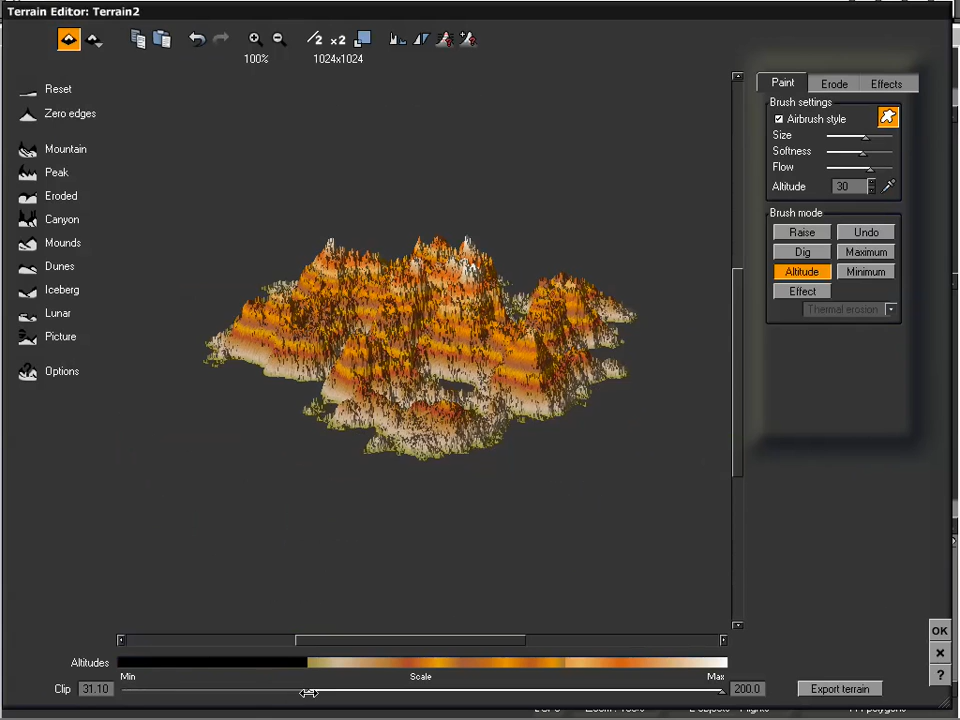 Terrain Editor: Terrain2
/2 x2
100%
1024x1024
Reset
Zero edges
Mountain
Peak
Eroded
Canyon
Mounds
Dunes
Iceberg
Lunar
Picture
Options
Paint Erode Effects
Brush settings
Airbrush style
Size
Softness
Flow
Altitude 30
Brush mode
Raise Undo
Dig Maximum
Altitude Minimum
Effect
Thermal erosion
OK
?
Altitudes
Min Scale Max
Clip 31.10 200.0 Export terrain